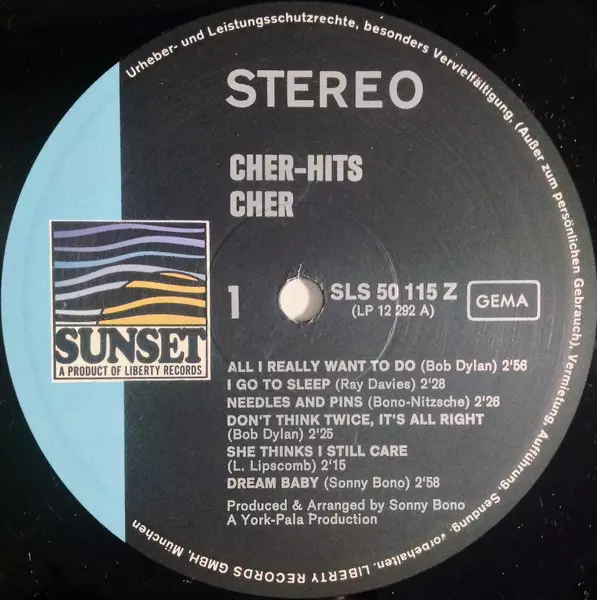 Urheber- und Leistungsschutzrechte, besonders Vervielfältigung, (Außer zum persönlichen Gebrauch), Vermietung, Aufführung, Sendung, vorbehalten. LIBERTY RECORDS GMBH, München
STEREO
CHER-HITS
CHER
SUNSET
A PRODUCT OF LIBERTY RECORDS
1
SLS 50 115 Z
(LP 12 292 A)
GEMA
ALL I REALLY WANT TO DO (Bob Dylan) 2'56
I GO TO SLEEP (Ray Davies) 2'28
NEEDLES AND PINS (Bono-Nitzsche) 2'26
DON'T THINK TWICE, IT'S ALL RIGHT
(Bob Dylan) 2'25
SHE THINKS I STILL CARE
(L. Lipscomb) 2'15
DREAM BABY (Sonny Bono) 2'58
Produced & Arranged by Sonny Bono
A York-Pala Production